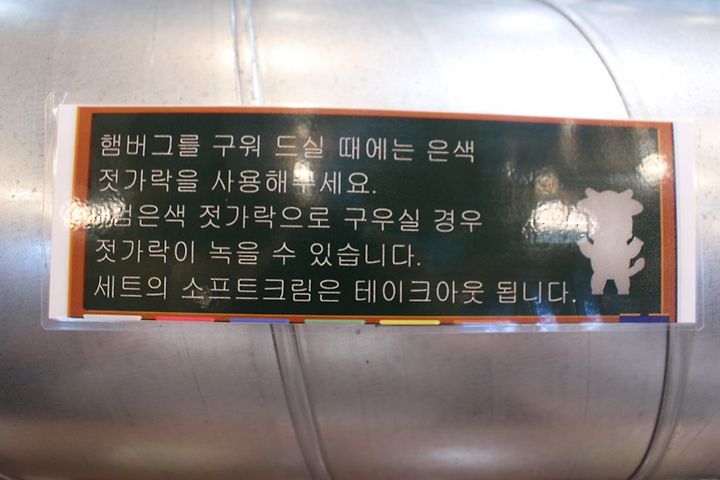 햄버그를 구워 드실 때에는 은색
젓가락을 사용해주세요.
검은색 젓가락으로 구우실 경우
젓가락이 녹을 수 있습니다.
세트의 소프트크림은 테이크아웃 됩니다.